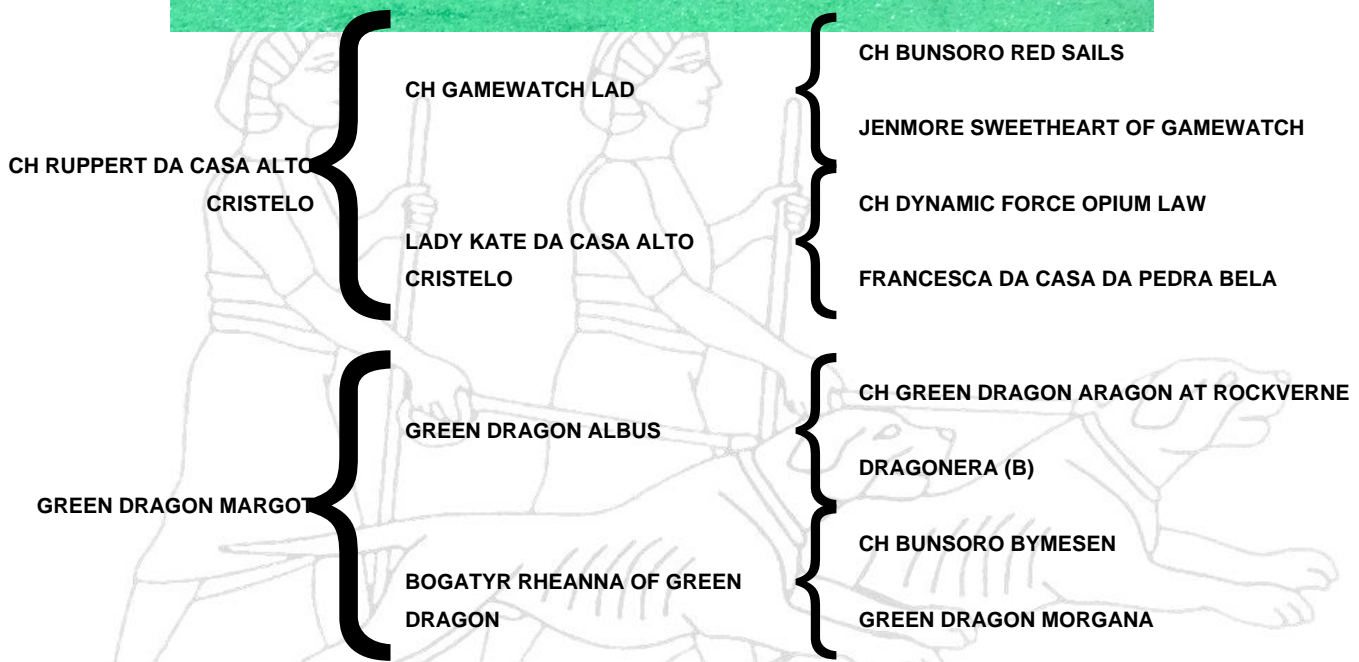 CH RUPPERT DA CASA ALTO
CRISTELO
CH GAMEWATCH LAD
CH BUNSORO RED SAILS
JENMORE SWEETHEART OF GAMEWATCH
LADY KATE DA CASA ALTO
CRISTELO
CH DYNAMIC FORCE OPIUM LAW
FRANCESCA DA CASA DA PEDRA BELA
GREEN DRAGON MARGOT
GREEN DRAGON ALBUS
CH GREEN DRAGON ARAGON AT ROCKVERNE
DRAGONERA (B)
BOGATYR RHEANNA OF GREEN
DRAGON
CH BUNSORO BYMESEN
GREEN DRAGON MORGANA